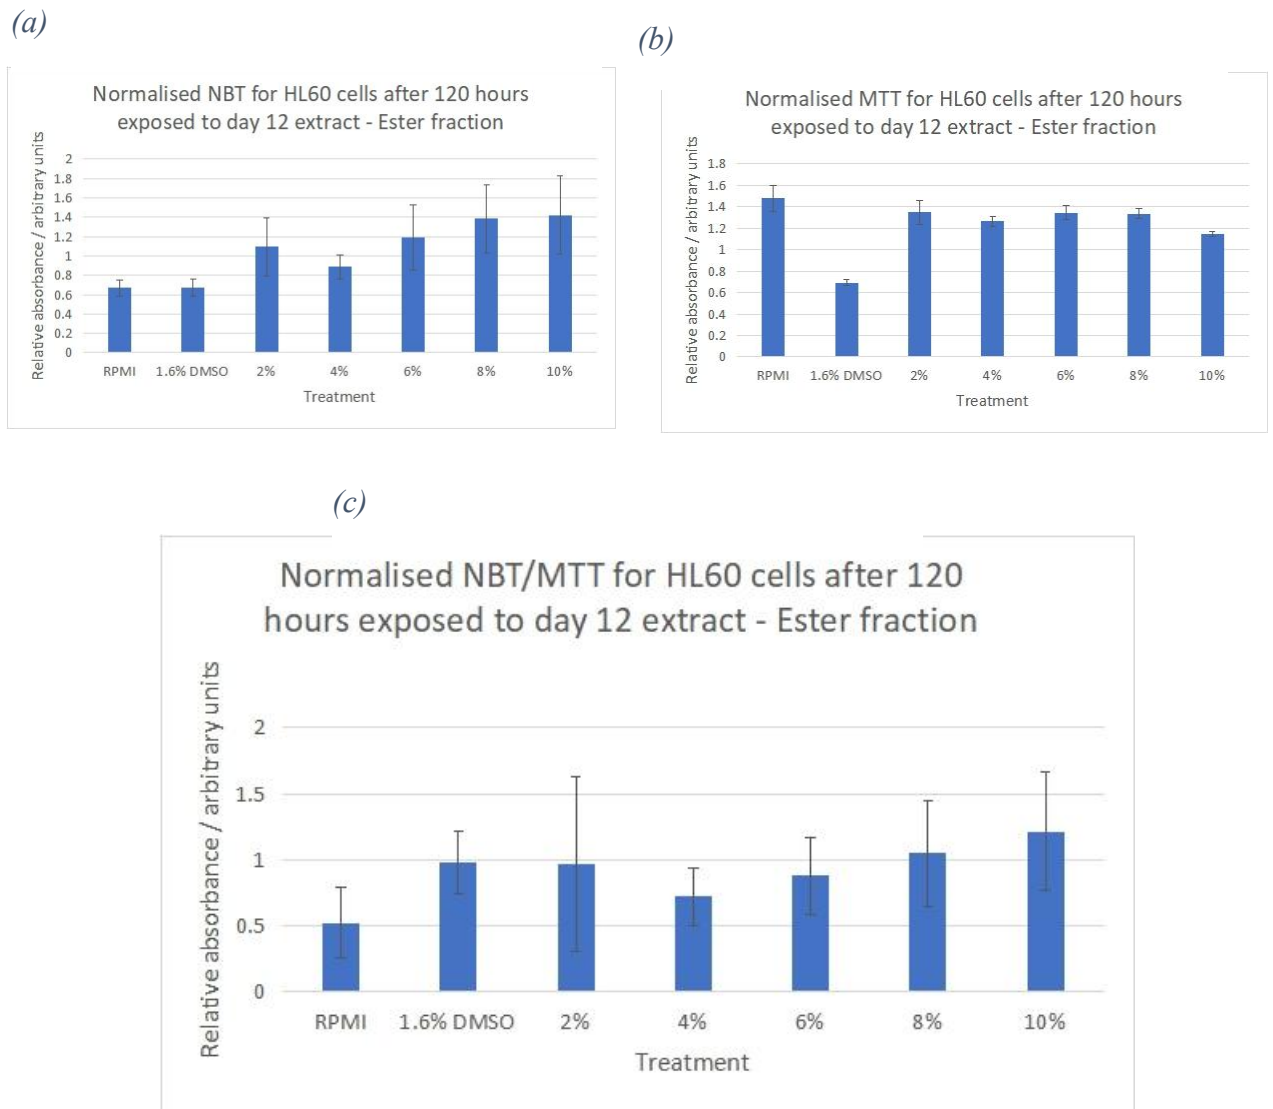 (a)
Normalised NBT for HL60 cells after 120 hours
exposed to day 12 extract - Ester fraction
Relative absorbance / arbitrary units
2
1.8
1.6
1.4
1.2
1
0.8
0.6
0.4
0.2
0
RPMI 1.6% DMSO 2% 4% 6% 8% 10%
Treatment
(b)
Normalised MTT for HL60 cells after 120 hours
exposed to day 12 extract - Ester fraction
Relative absorbance / arbitrary units
1.8
1.6
1.4
1.2
1
0.8
0.6
0.4
0.2
0
RPMI 1.6% DMSO 2% 4% 6% 8% 10%
Treatment
(c)
Normalised NBT/MTT for HL60 cells after 120
hours exposed to day 12 extract - Ester fraction
Relative absorbance / arbitrary units
2
1.5
1
0.5
0
RPMI 1.6% DMSO 2% 4% 6% 8% 10%
Treatment